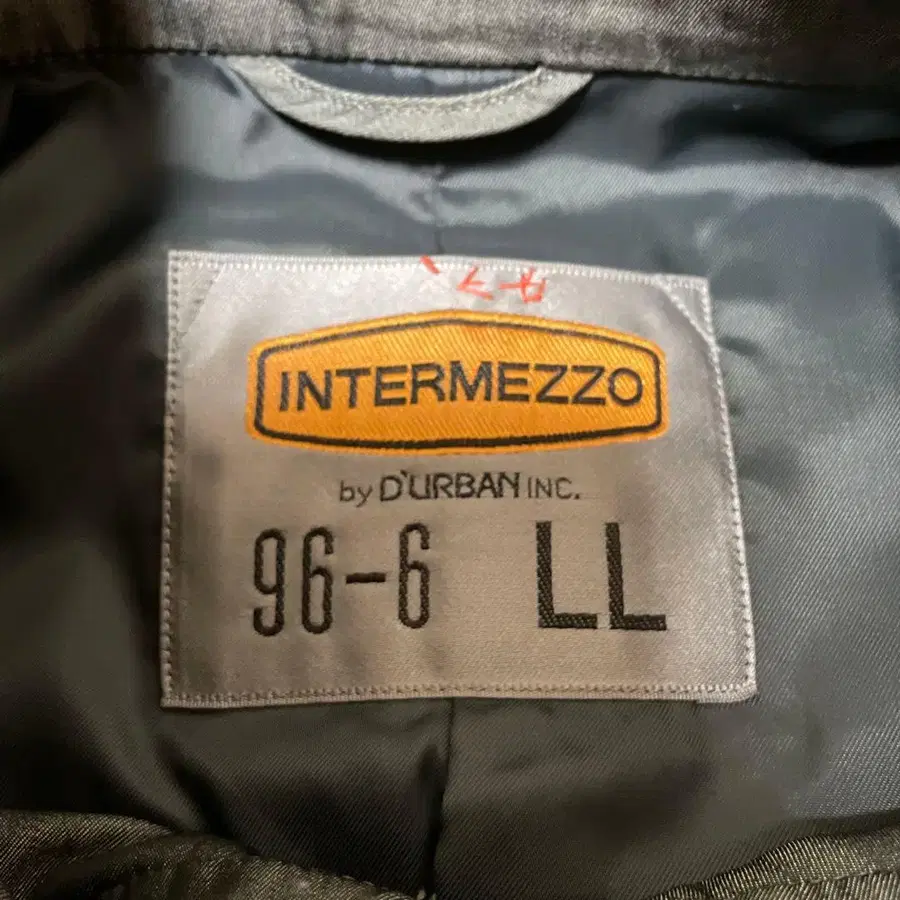 INTERMEZZO
by D'URBAN INC.
96-6 LL